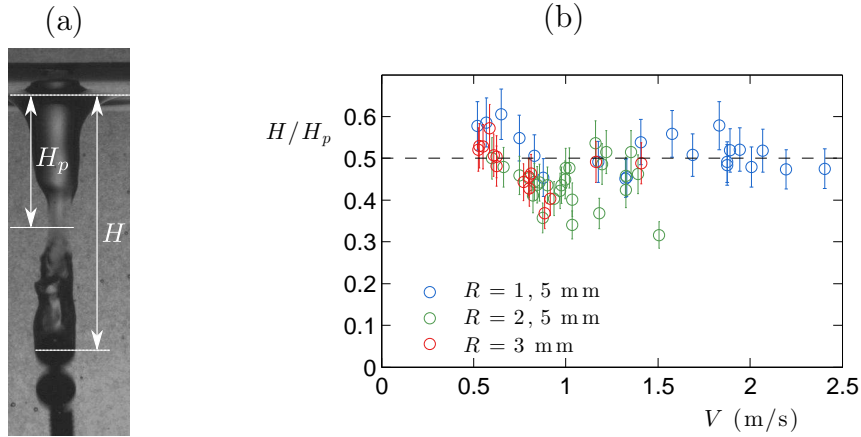 (a)
(b)
H_p
H
H/H_p
0.6
0.5
0.4
0.3
0.2
0.1
0
0
0.5
1
1.5
2
2.5
R = 1, 5 mm
R = 2, 5 mm
R = 3 mm
V (m/s)